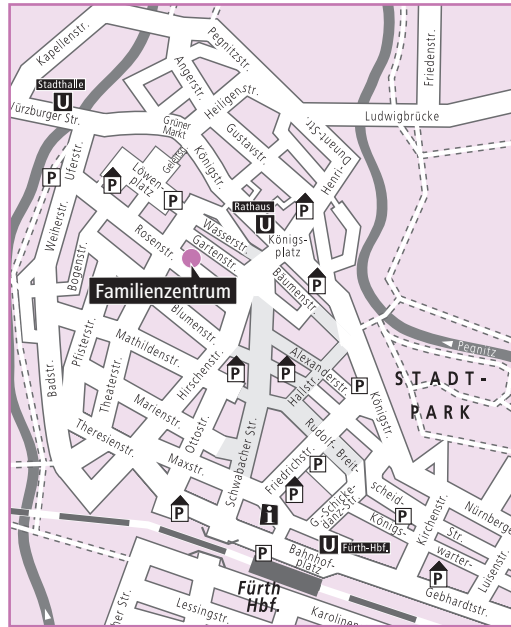 Kapellenstr.
Pegnitzstr.
Friedenstr.
Angerstr.
Stadthalle
U
Heiligenstr.
Würzburger Str.
Grüner
Markt
Gustavstr.
Ludwigbrücke
Uferstr.
Geleitsg.
Königstr.
Henri-
Dunant-Str.
P
P
Löwen-
platz
P
Rathaus
U
P
Weiherstr.
Rosenstr.
Wasserstr.
Gartenstr.
Königs-
platz
Bogenstr.
Familienzentrum
Bäumenstr.
P
Blumenstr.
Pegnitz
Pfisterstr.
Mathildenstr.
Hirschenstr.
P
P
Alexanderstr.
Hallstr.
P
STADT-
PARK
Badstr.
Theaterstr.
Marienstr.
Ottostr.
Königstr.
Theresienstr.
Maxstr.
Schwabacher Str.
Rudolf-Breit-
scheid-
Friedrichstr.
P
P
G.-Schicke-
danz-Str.
Königs-
warter-
Str.
P
Kirchenstr.
Nürnberger
P
i
U
Fürth-Hbf.
P
Bahnhof-
platz
Luisenstr.
P
Gebhardtstr.
Fürth
Hbf.
Lessingstr.
Karolinen
her Str.